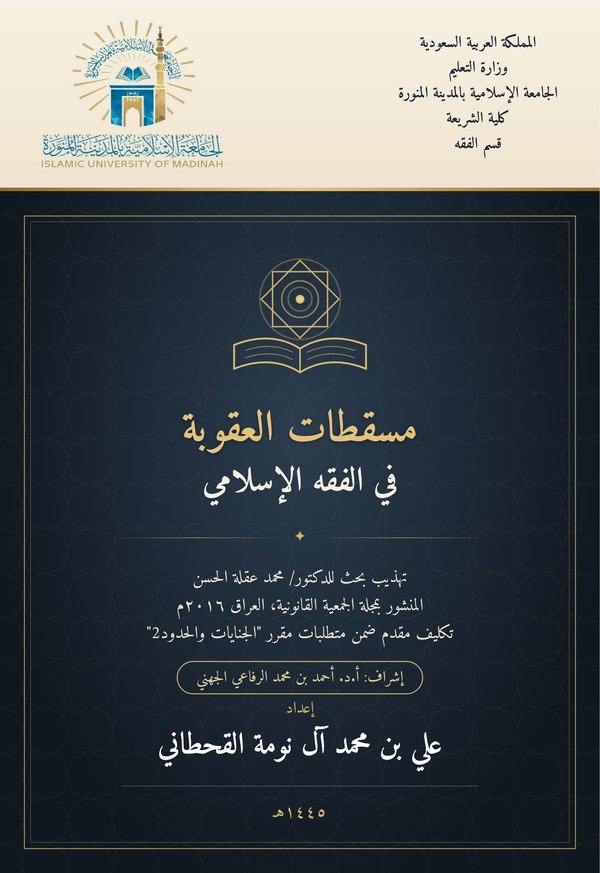 المملكة العربية السعودية
وزارة التعليم
الجامعة الإسلامية بالمدينة المنورة
كلية الشريعة
قسم الفقه
الجامعة الإسلامية بالمدينة المنورة
ISLAMIC UNIVERSITY OF MADINAH
مسقطات العقوبة
في الفقه الإسلامي
تهذيب بحث للدكتور/ محمد عقلة الحسن
المنشور بمجلة الجمعية القانونية، العراق ٢٠١٦م
تكليف مقدم ضمن متطلبات مقرر "الجنايات والحدود2"
إشراف: أ.د. أحمد بن محمد الرفاعي الجهني
إعداد
علي بن محمد آل نومة القحطاني
١٤٤٥هـ